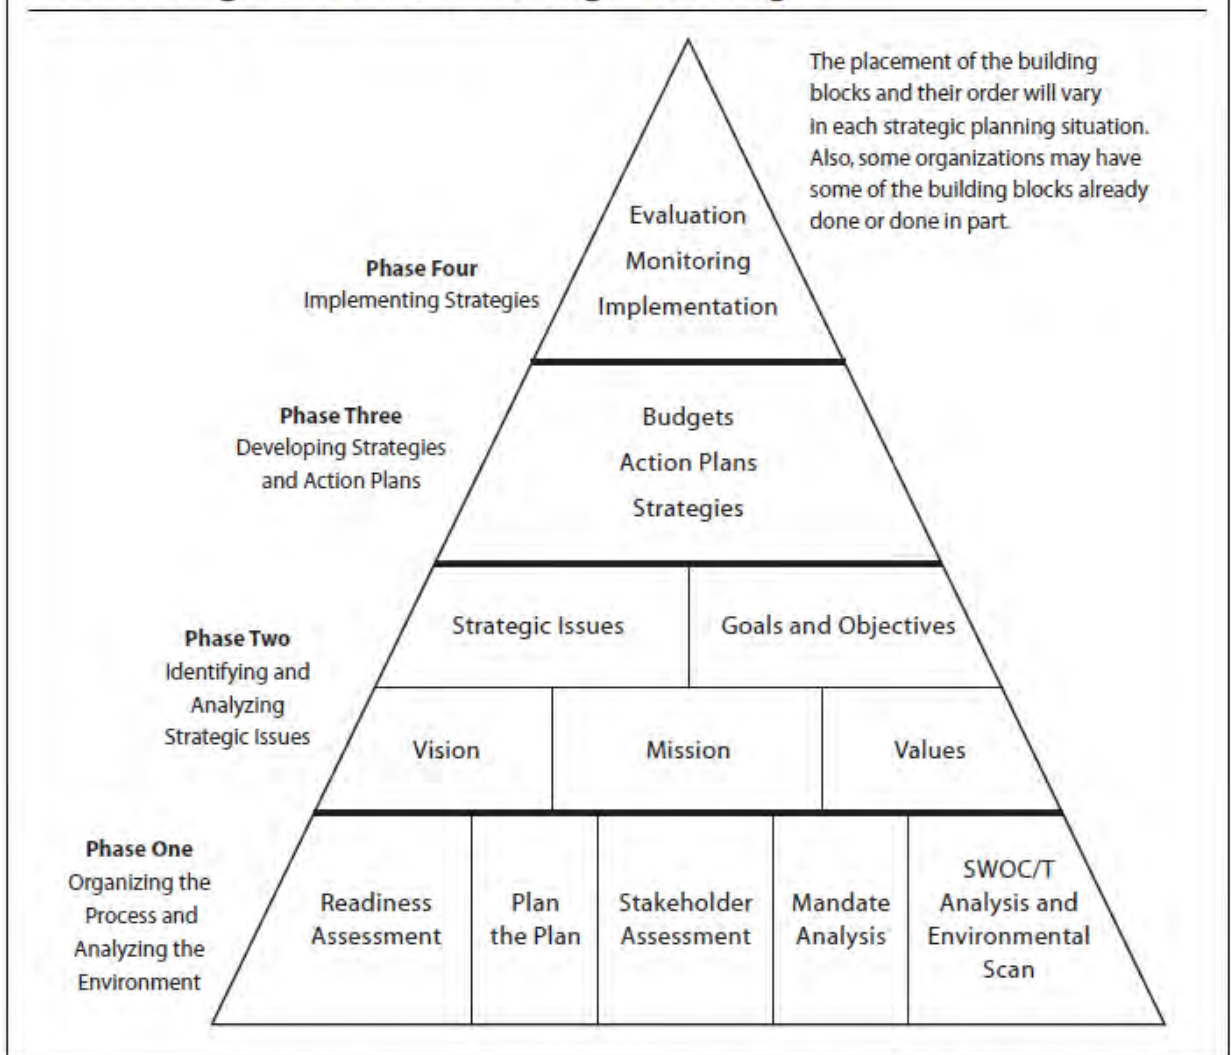 The placement of the building
blocks and their order will vary
in each strategic planning situation.
Also, some organizations may have
some of the building blocks already
done or done in part.
Evaluation
Monitoring
Implementation
Phase Four
Implementing Strategies
Budgets
Action Plans
Strategies
Phase Three
Developing Strategies
and Action Plans
Strategic Issues
Goals and Objectives
Phase Two
Identifying and
Analyzing
Strategic Issues
Vision
Mission
Values
Phase One
Organizing the
Process and
Analyzing the
Environment
Readiness
Assessment
Plan
the Plan
Stakeholder
Assessment
Mandate
Analysis
SWOC/T
Analysis and
Environmental
Scan